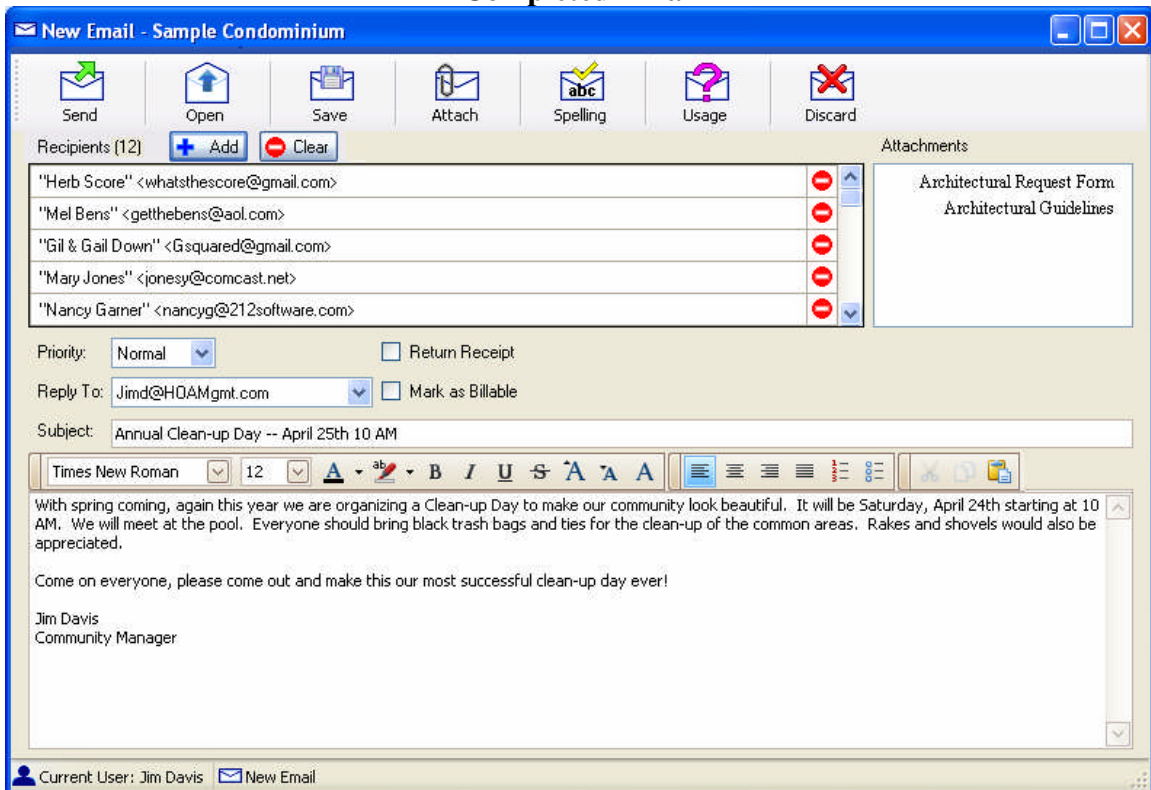 New Email - Sample Condominium
Send Open Save Attach Spelling Usage Discard
Recipients (12) Add Clear Attachments
"Herb Score" <whatsthescore@gmail.com>
"Mel Bens" <getthebens@aol.com>
"Gil & Gail Down" <Gsquared@gmail.com>
"Mary Jones" <jonesy@comcast.net>
"Nancy Garner" <nancyg@212software.com>
Architectural Request Form
Architectural Guidelines
Priority: Normal Return Receipt
Reply To: Jimd@HOAMgmt.com Mark as Billable
Subject: Annual Clean-up Day -- April 25th 10 AM
Times New Roman 12 A ab B I U S A A A
With spring coming, again this year we are organizing a Clean-up Day to make our community look beautiful. It will be Saturday, April 24th starting at 10
AM. We will meet at the pool. Everyone should bring black trash bags and ties for the clean-up of the common areas. Rakes and shovels would also be
appreciated.
Come on everyone, please come out and make this our most successful clean-up day ever!
Jim Davis
Community Manager
Current User: Jim Davis New Email